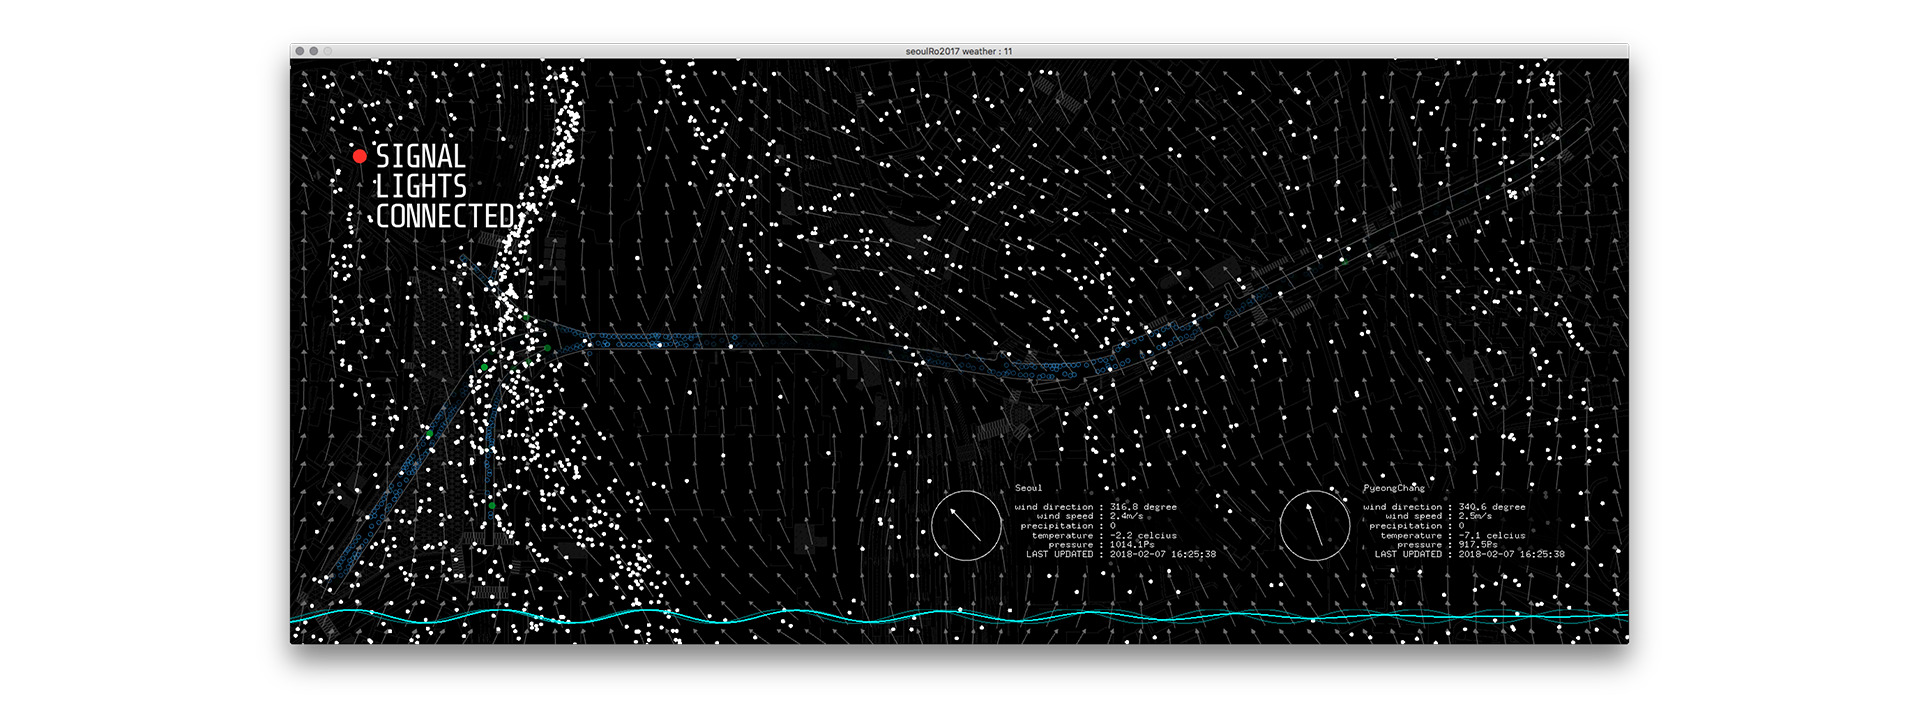 seoulRo2017 weather : 11
SIGNAL
LIGHTS
CONNECTED
Seoul
wind direction : 316.8 degree
wind speed : 2.4m/s
precipitation : 0
temperature : -2.2 celcius
pressure : 1014.1Ps
LAST UPDATED : 2018-02-07 16:25:38
PyeongChang
wind direction : 340.6 degree
wind speed : 2.5m/s
precipitation : 0
temperature : -7.1 celcius
pressure : 917.5Ps
LAST UPDATED : 2018-02-07 16:25:38